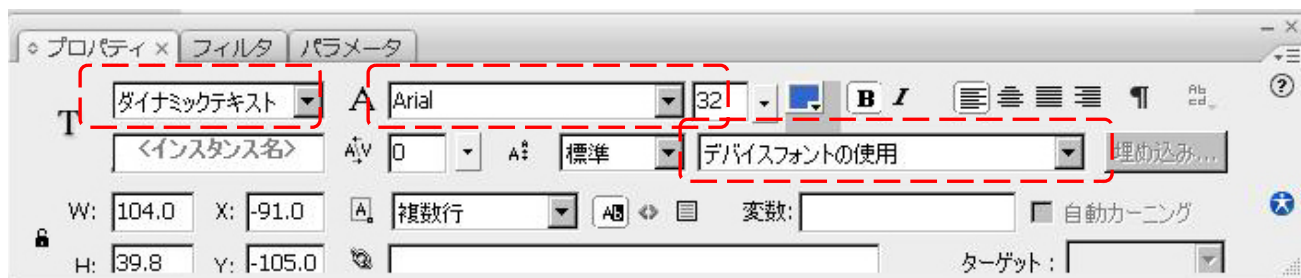 プロパティ × フィルタ パラメータ
T ダイナミックテキスト A Arial 32 B I ¶
<インスタンス名> A|V 0 標準 デバイスフォントの使用 埋め込み...
W: 104.0 X: -91.0 複数行 AB <> 変数: 自動カーニング
H: 39.8 Y: -105.0 ターゲット: